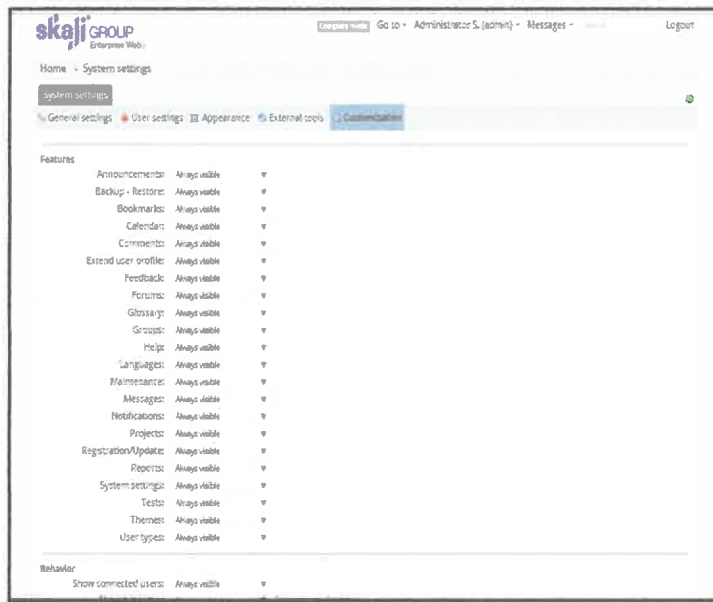 skaji GROUP
Enterprise Web
Complete mode Go to Administrator S. (admin) Messages Logout
Home System settings
System settings
General settings User settings Appearance External tools Customization
Features
Announcements: Always visible
Backup - Restore: Always visible
Bookmarks: Always visible
Calendar: Always visible
Comments: Always visible
Extend user profile: Always visible
Feedback: Always visible
Forums: Always visible
Glossary: Always visible
Groups: Always visible
Help: Always visible
Languages: Always visible
Maintenance: Always visible
Messages: Always visible
Notifications: Always visible
Projects: Always visible
Registration/Update: Always visible
Reports: Always visible
System settings: Always visible
Tests: Always visible
Themes: Always visible
User types: Always visible
Behavior
Show connected users: Always visible